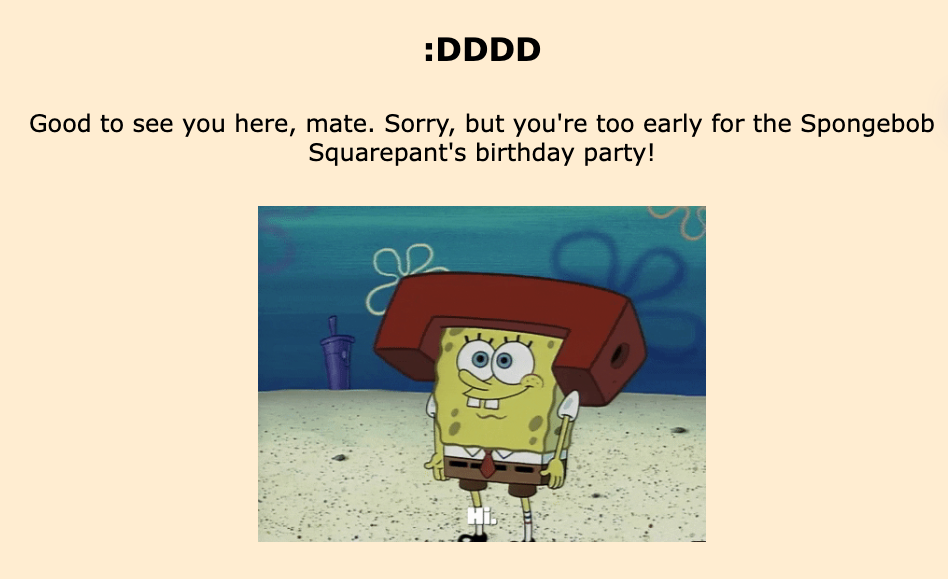 :DDDD
Good to see you here, mate. Sorry, but you're too early for the Spongebob
Squarepant's birthday party!
Hi.